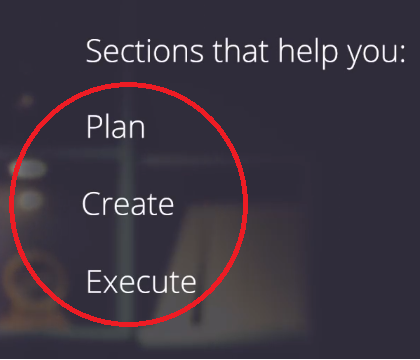 Sections that help you:
Plan
Create
Execute